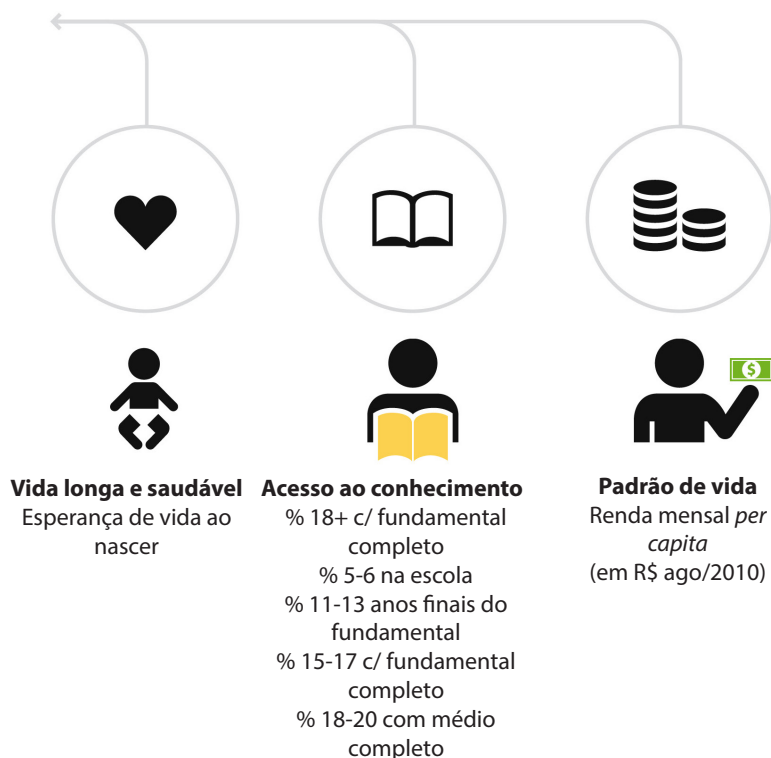 Vida longa e saudável
Esperança de vida ao
nascer
Acesso ao conhecimento
% 18+ c/ fundamental
completo
% 5-6 na escola
% 11-13 anos finais do
fundamental
% 15-17 c/ fundamental
completo
% 18-20 com médio
completo
$
Padrão de vida
Renda mensal per
capita
(em R$ ago/2010)